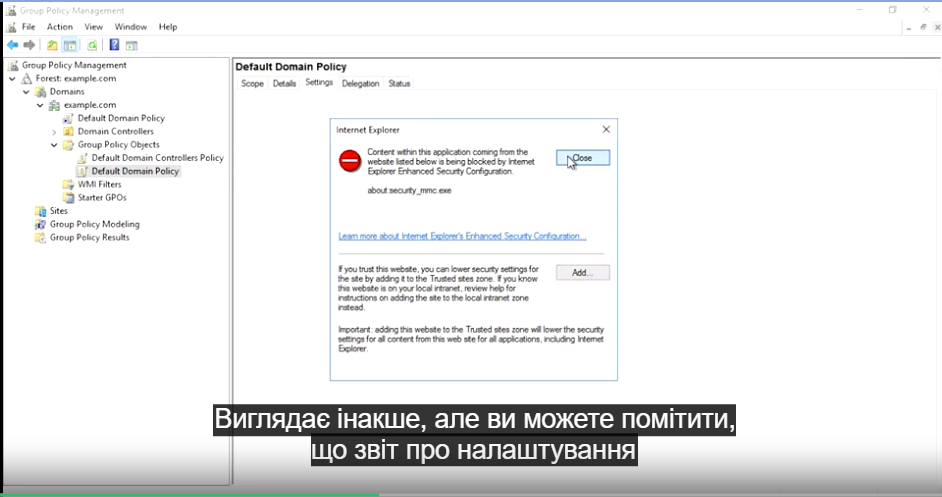 Group Policy Management
File Action View Window Help
Group Policy Management
Forest: example.com
Domains
example.com
Default Domain Policy
Domain Controllers
Group Policy Objects
Default Domain Controllers Policy
Default Domain Policy
WMI Filters
Starter GPOs
Sites
Group Policy Modeling
Group Policy Results
Default Domain Policy
Scope Details Settings Delegation Status
Internet Explorer
Content within this application coming from the
website listed below is being blocked by Internet
Explorer Enhanced Security Configuration.
Close
about:security_mmc.exe
Learn more about Internet Explorer's Enhanced Security Configuration...
If you trust this website, you can lower security settings for
the site by adding it to the Trusted sites zone. If you know
this website is on your local intranet, review help for
instructions on adding the site to the local intranet zone
instead.
Add...
Important: adding this website to the Trusted sites zone will lower the security
settings for all content from this web site for all applications, including Internet
Explorer.
Виглядає інакше, але ви можете помітити,
що звіт про налаштування